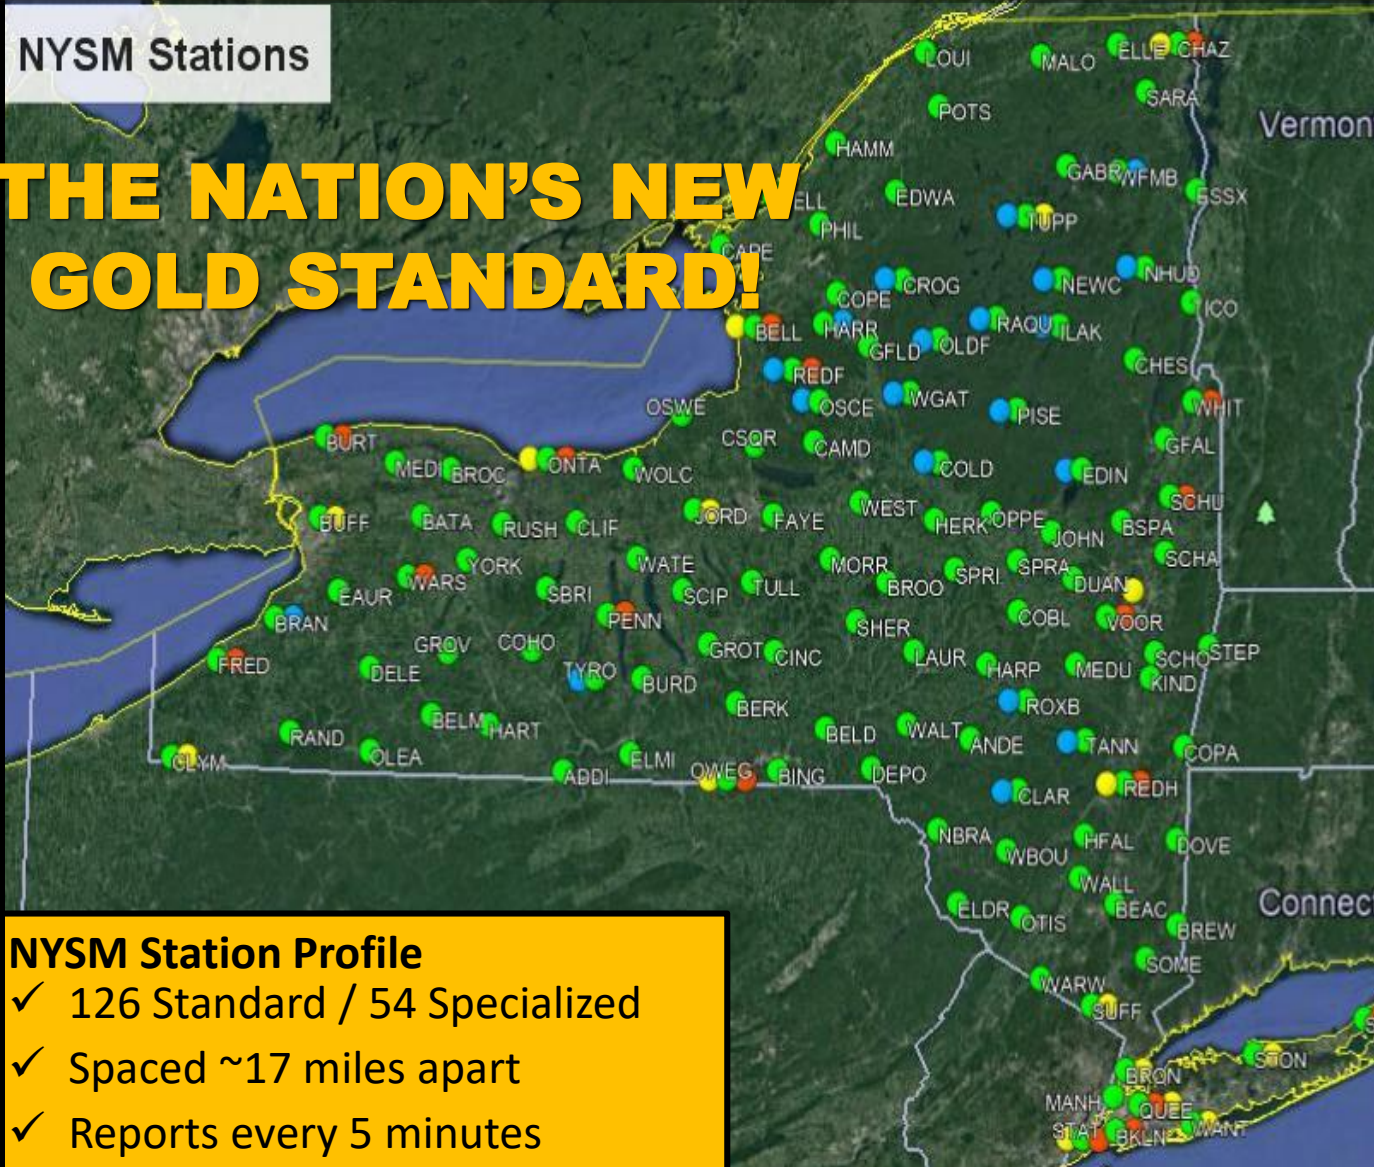 NYSM Stations
THE NATION'S NEW
GOLD STANDARD!
LOUI
MALO
ELLE
CHAZ
SARA
POTS
Vermon
HAMM
GABR
WFMB
EDWA
ESSX
ELL
PHIL
TUPP
CAPE
CROG
NEWC
NHUD
COPE
TICO
BELL
HARR
RAQU
ILAK
GFLD
OLDF
CHES
REDF
OSWE
OSCE
WGAT
PISE
WHIT
BURT
CSQR
CAMD
GFAL
MEDI
BROC
ONTA
WOLC
COLD
EDIN
BUFF
BATA
RUSH
CLIF
JORD
FAYE
WEST
HERK
OPPE
JOHN
BSPA
SCHU
WARS
YORK
WATE
MORR
SPRI
SPRA
SCHA
EAUR
SBRI
SCIP
TULL
BROO
DUAN
BRAN
PENN
SHER
COBL
VOOR
FRED
GROV
COHO
GROT
CINC
LAUR
HARP
MEDU
SCHO
STEP
DELE
TYRO
BURD
KIND
BERK
ROXB
RAND
BELM
HART
BELD
WALT
ANDE
TANN
COPA
CLYM
OLEA
ADDI
ELMI
OWEG
BING
DEPO
CLAR
REDH
NBRA
WBOU
HFAL
DOVE
WALL
ELDR
OTIS
BEAC
BREW
Connect
SOME
WARW
SUFF
STON
BRON
MANH
QUEE
STAT
BKLN
WANT
NYSM Station Profile
✓ 126 Standard / 54 Specialized
✓ Spaced ~17 miles apart
✓ Reports every 5 minutes